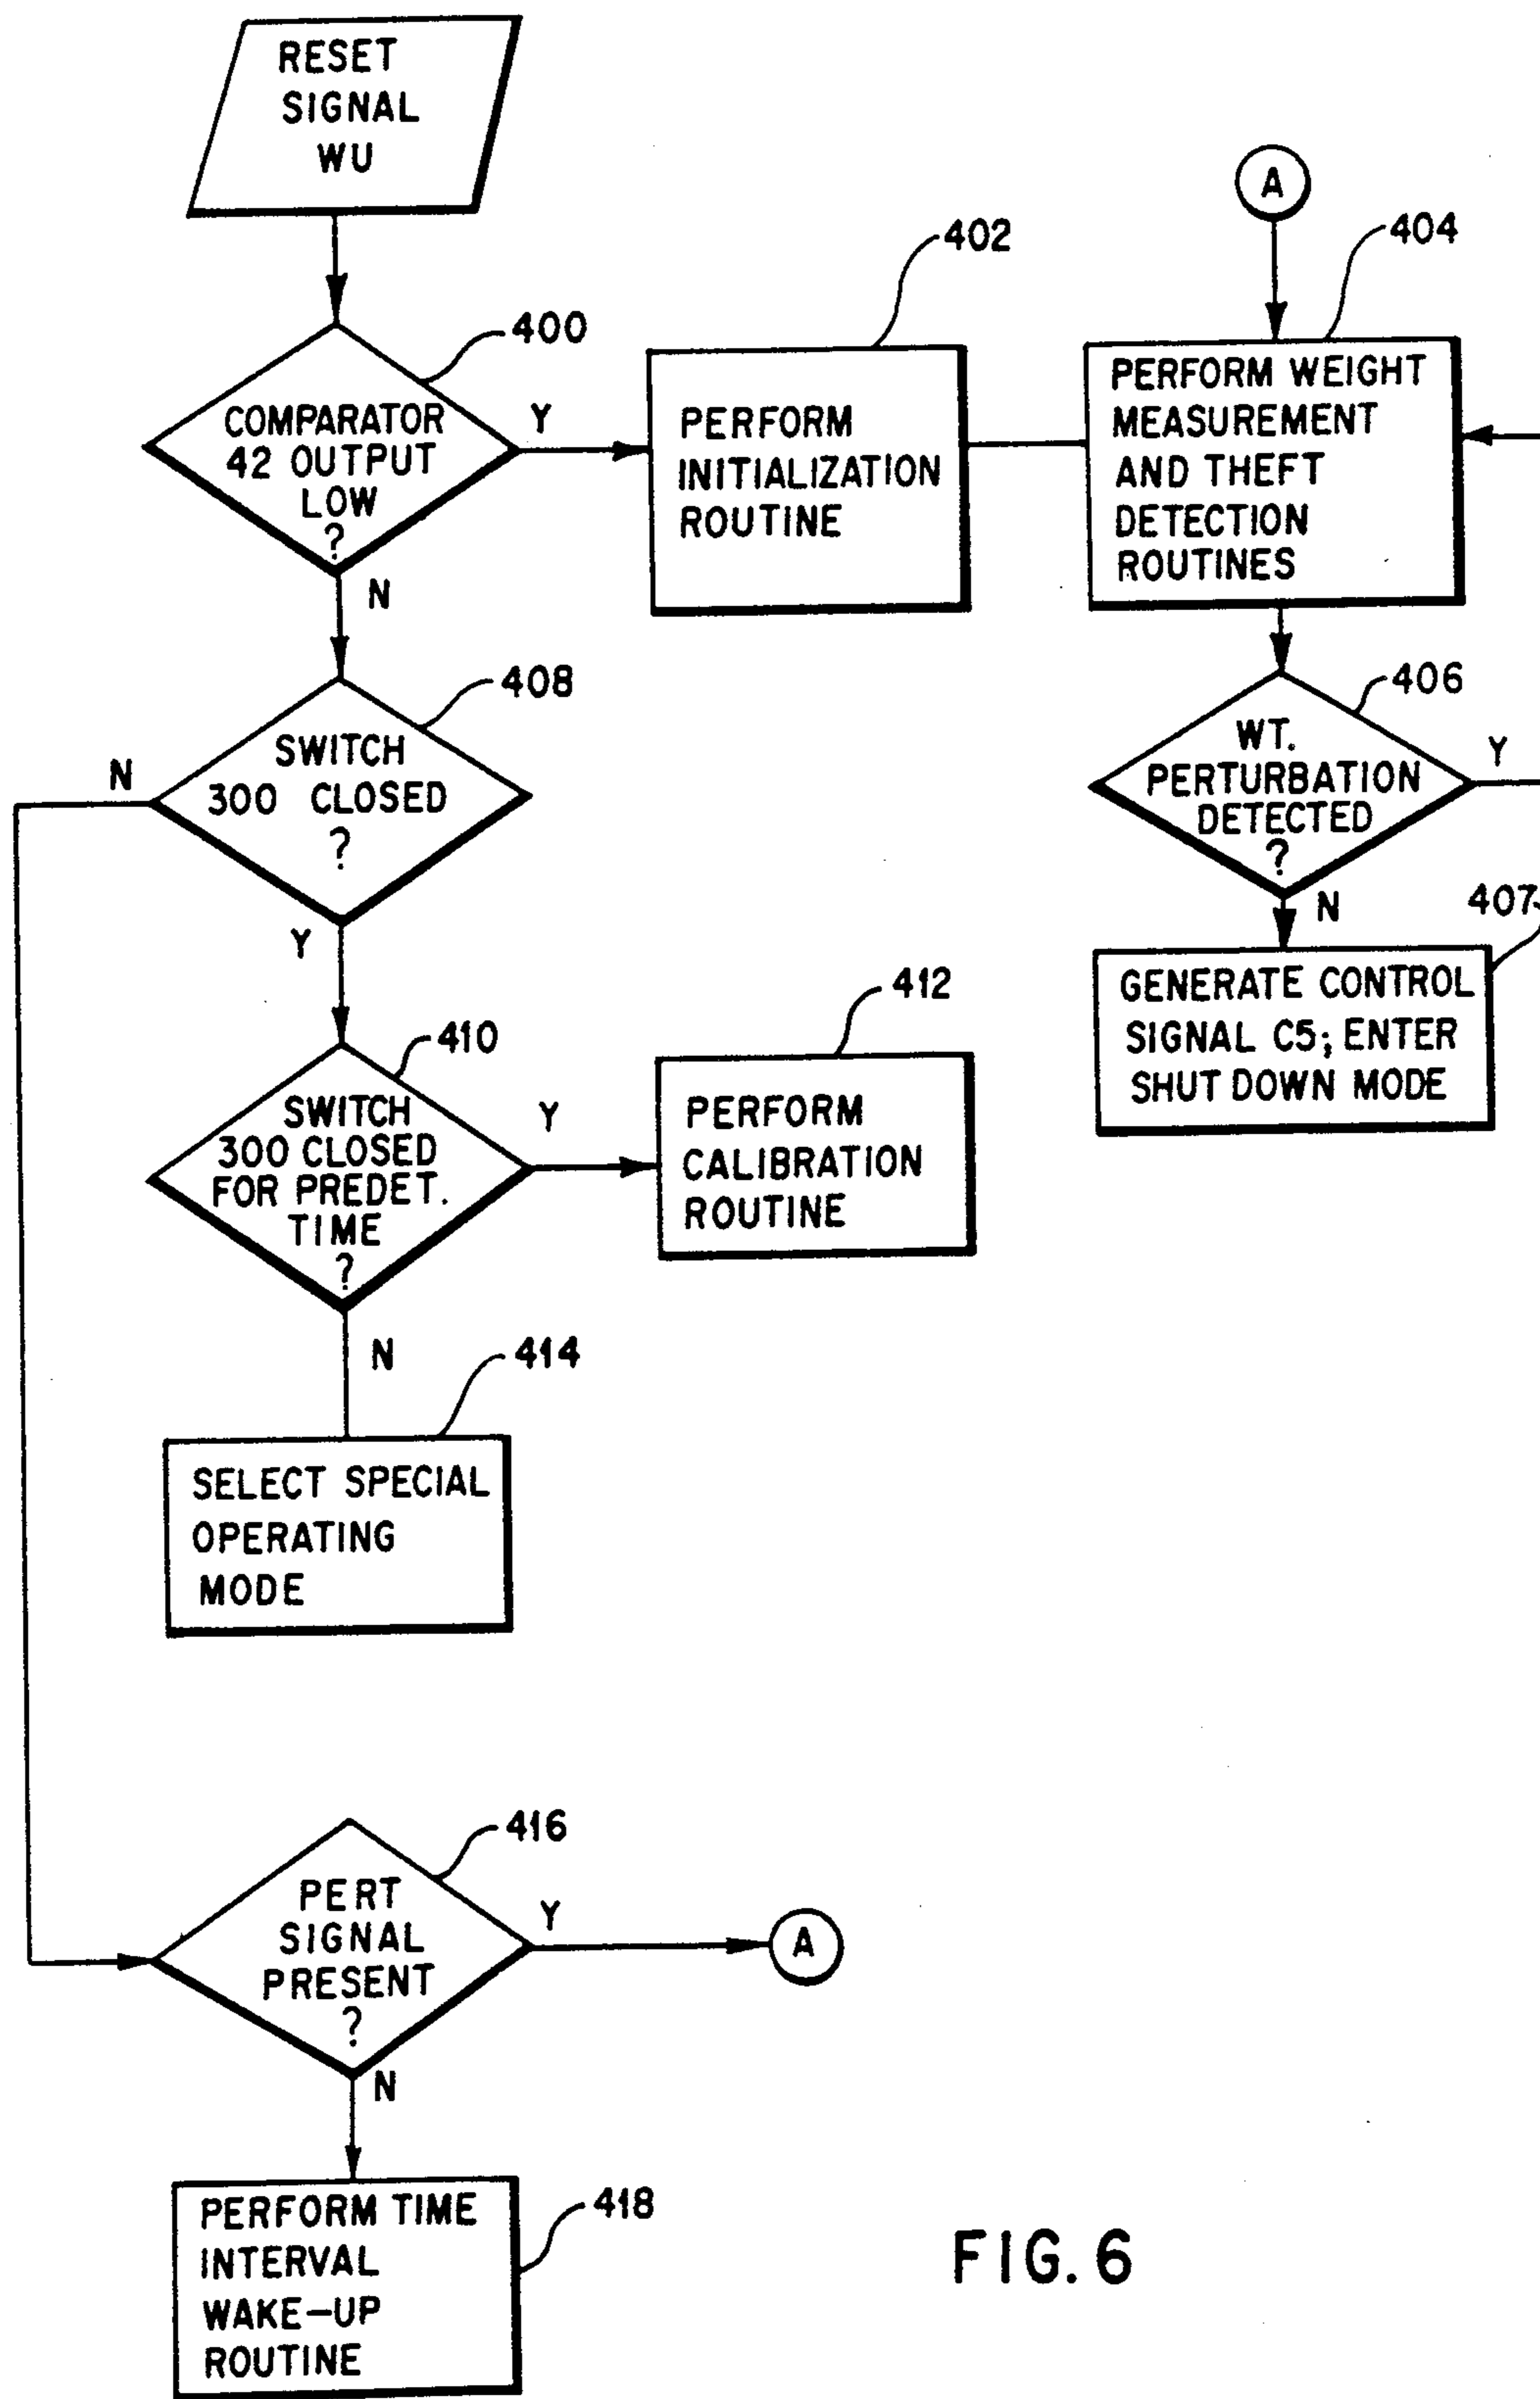 RESET
SIGNAL
WU
400
COMPARATOR
42 OUTPUT
LOW
?
Y
N
402
PERFORM
INITIALIZATION
ROUTINE
A
404
PERFORM WEIGHT
MEASUREMENT
AND THEFT
DETECTION
ROUTINES
406
WT.
PERTURBATION
DETECTED
?
Y
N
407
GENERATE CONTROL
SIGNAL C5; ENTER
SHUT DOWN MODE
408
SWITCH
300 CLOSED
?
N
Y
410
SWITCH
300 CLOSED
FOR PREDET.
TIME
?
Y
N
412
PERFORM
CALIBRATION
ROUTINE
414
SELECT SPECIAL
OPERATING
MODE
416
PERT
SIGNAL
PRESENT
?
Y
A
N
418
PERFORM TIME
INTERVAL
WAKE-UP
ROUTINE
FIG. 6